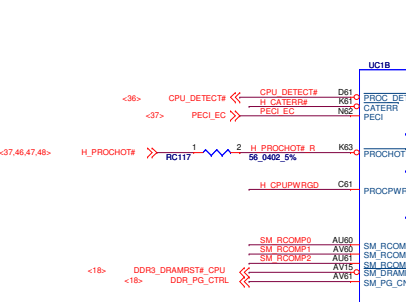 UC1B
<36> CPU_DETECT# CPU_DETECT# D61 PROC_DE
H_CATERR# K61 CATERR
<37> PECI_EC PECI_EC N62 PECI
<37,46,47,48> H_PROCHOT# 1 2 H_PROCHOT#_R K63 PROCHOT
RC117 56_0402_5%
H_CPUPWRGD C61 PROCPWR
SM_RCOMP0 AU60 SM_RCOM
SM_RCOMP1 AV60 SM_RCOM
SM_RCOMP2 AU61 SM_RCOM
<18> DDR3_DRAMRST#_CPU AV15 SM_DRAM
<18> DDR_PG_CTRL AV61 SM_PG_CN